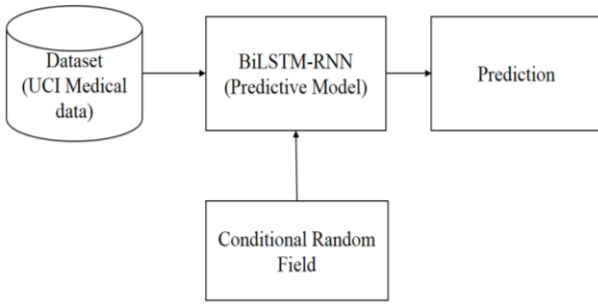 Dataset
(UCI Medical
data)
BiLSTM-RNN
(Predictive Model)
Prediction
Conditional Random
Field